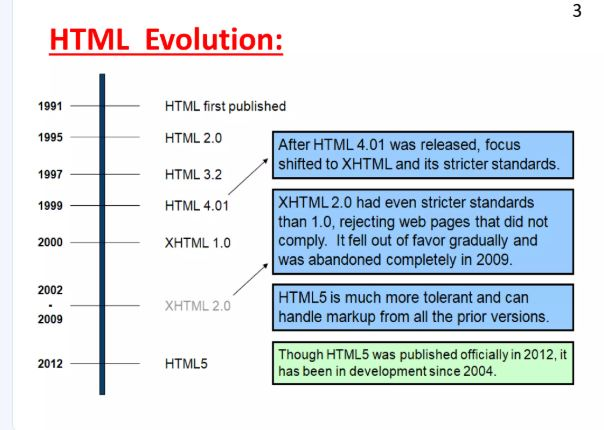 3
HTML Evolution:
1991 HTML first published
1995 HTML 2.0
After HTML 4.01 was released, focus
shifted to XHTML and its stricter standards.
1997 HTML 3.2
1999 HTML 4.01
XHTML 2.0 had even stricter standards
than 1.0, rejecting web pages that did not
comply. It fell out of favor gradually and
was abandoned completely in 2009.
2000 XHTML 1.0
2002
-
2009
XHTML 2.0
HTML5 is much more tolerant and can
handle markup from all the prior versions.
2012 HTML5
Though HTML5 was published officially in 2012, it
has been in development since 2004.